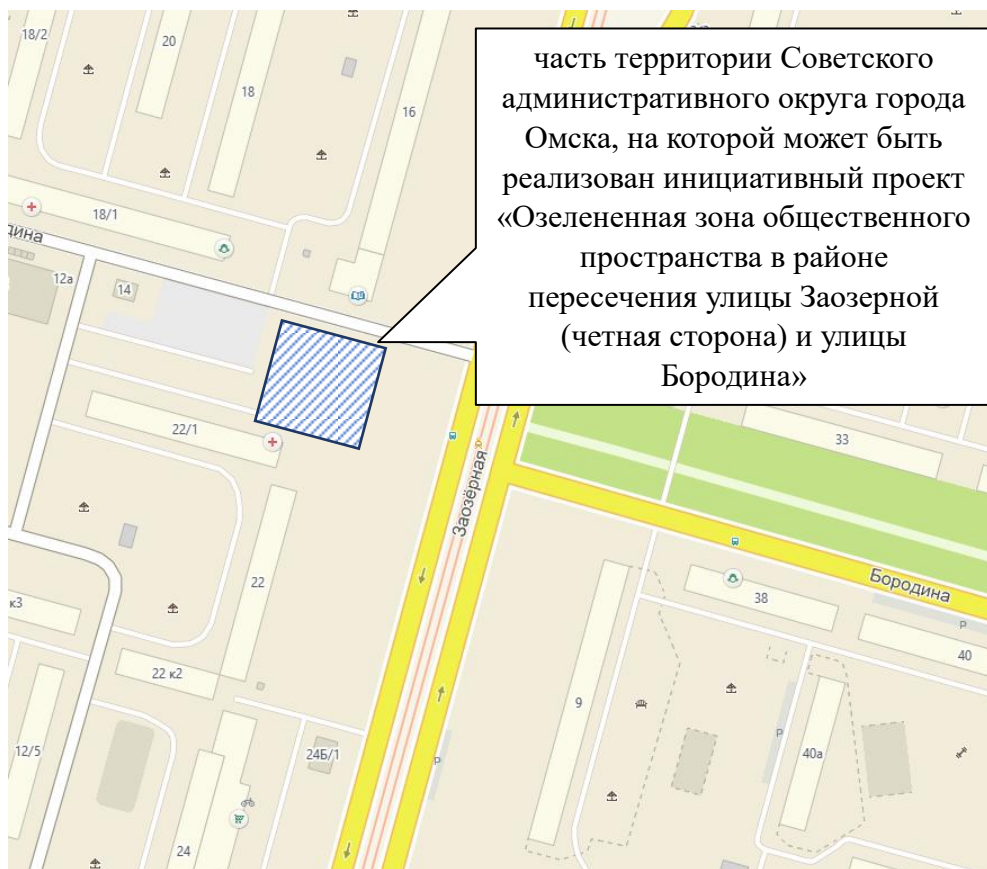 18/2
20
18
16
18/1
дина
12а
14
часть территории Советского
административного округа города
Омска, на которой может быть
реализован инициативный проект
«Озелененная зона общественного
пространства в районе
пересечения улицы Заозерной
(четная сторона) и улицы
Бородина»
22/1
33
Заозёрная
22
Бородина
38
P
к3
40
22 к2
9
12/5
24Б/1
P
P
40а
24